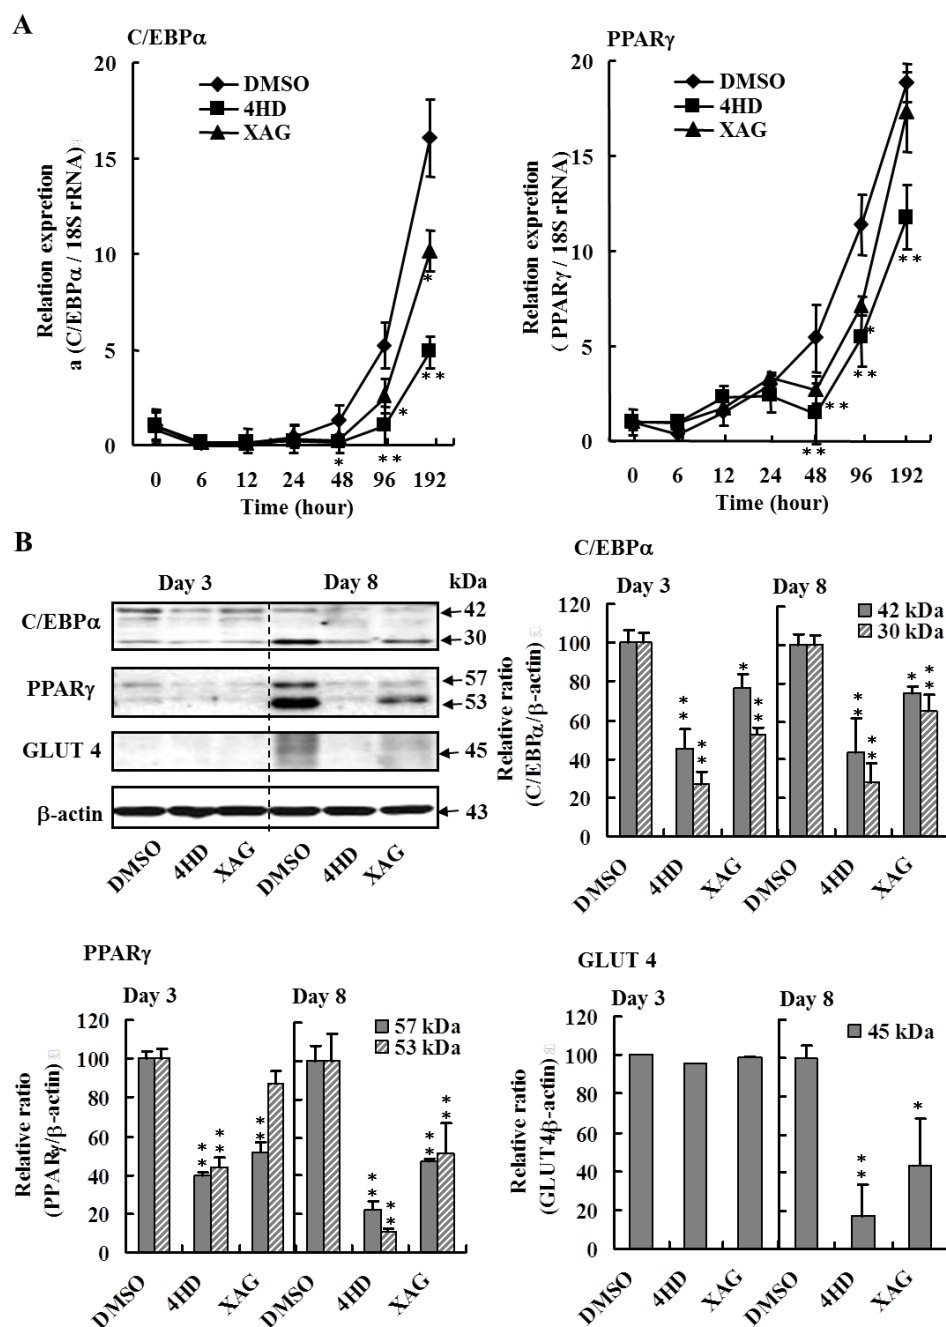 A
C/EBPα
DMSO
4HD
XAG
20
15
10
5
0
Relation expretion
a (C/EBPα / 18S rRNA)
0 6 12 24 48 96 192
Time (hour)
* ** * ** *
PPARγ
DMSO
4HD
XAG
20
15
10
5
0
Relation expretion
(PPARγ / 18S rRNA)
0 6 12 24 48 96 192
Time (hour)
** ** ** * **
B
Day 3 Day 8 kDa
C/EBPα
42
30
PPARγ
57
53
GLUT 4
45
β-actin
43
DMSO 4HD XAG DMSO 4HD XAG
C/EBPα
Day 3 Day 8
120
100
80
60
40
20
0
Relative ratio
(C/EBPα/β-actin)
42 kDa
30 kDa
** ** * ** ** ** * **
DMSO 4HD XAG DMSO 4HD XAG
PPARγ
Day 3 Day 8
120
100
80
60
40
20
0
Relative ratio
(PPARγ/β-actin)
57 kDa
53 kDa
** ** ** ** ** ** **
DMSO 4HD XAG DMSO 4HD XAG
GLUT 4
Day 3 Day 8
120
100
80
60
40
20
0
Relative ratio
(GLUT4/β-actin)
45 kDa
** *
DMSO 4HD XAG DMSO 4HD XAG